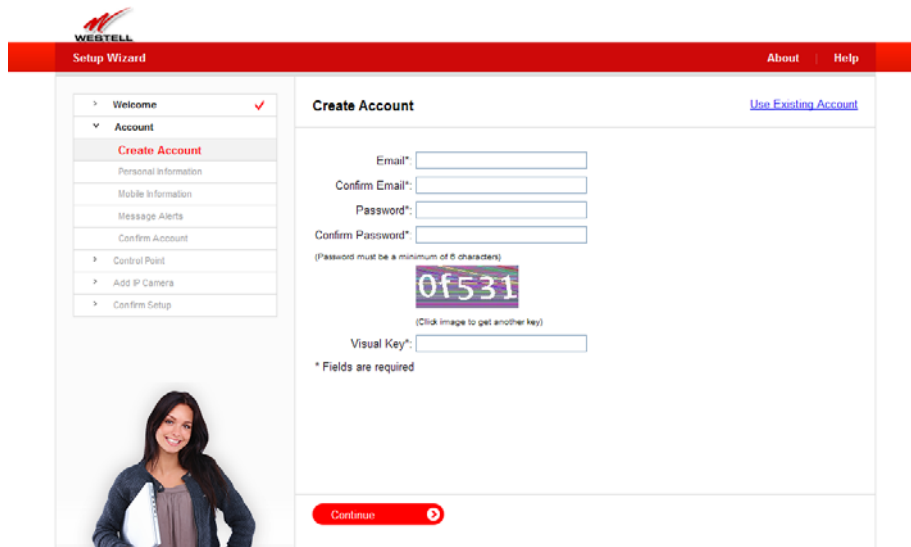 WESTELL
Setup Wizard
About | Help
> Welcome
Account
Create Account
Personal Information
Mobile Information
Message Alerts
Confirm Account
> Control Point
> Add IP Camera
> Confirm Setup
Create Account
Use Existing Account
Email*:
Confirm Email*:
Password*:
Confirm Password*:
(Password must be a minimum of 6 characters)
0f531
(Click image to get another key)
Visual Key*:
* Fields are required
Continue